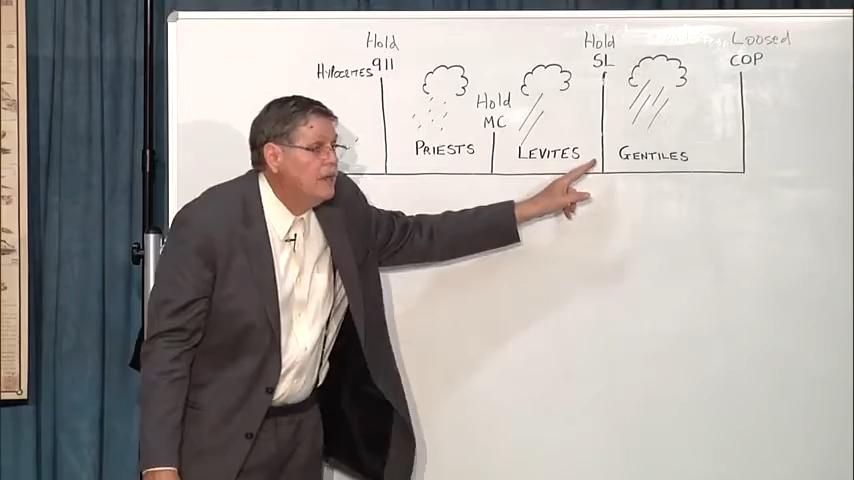 Hold
911
Hypocrites
Hold
MC
Hold
SL
Loosed
COP
PRIESTS
LEVITES
GENTILES